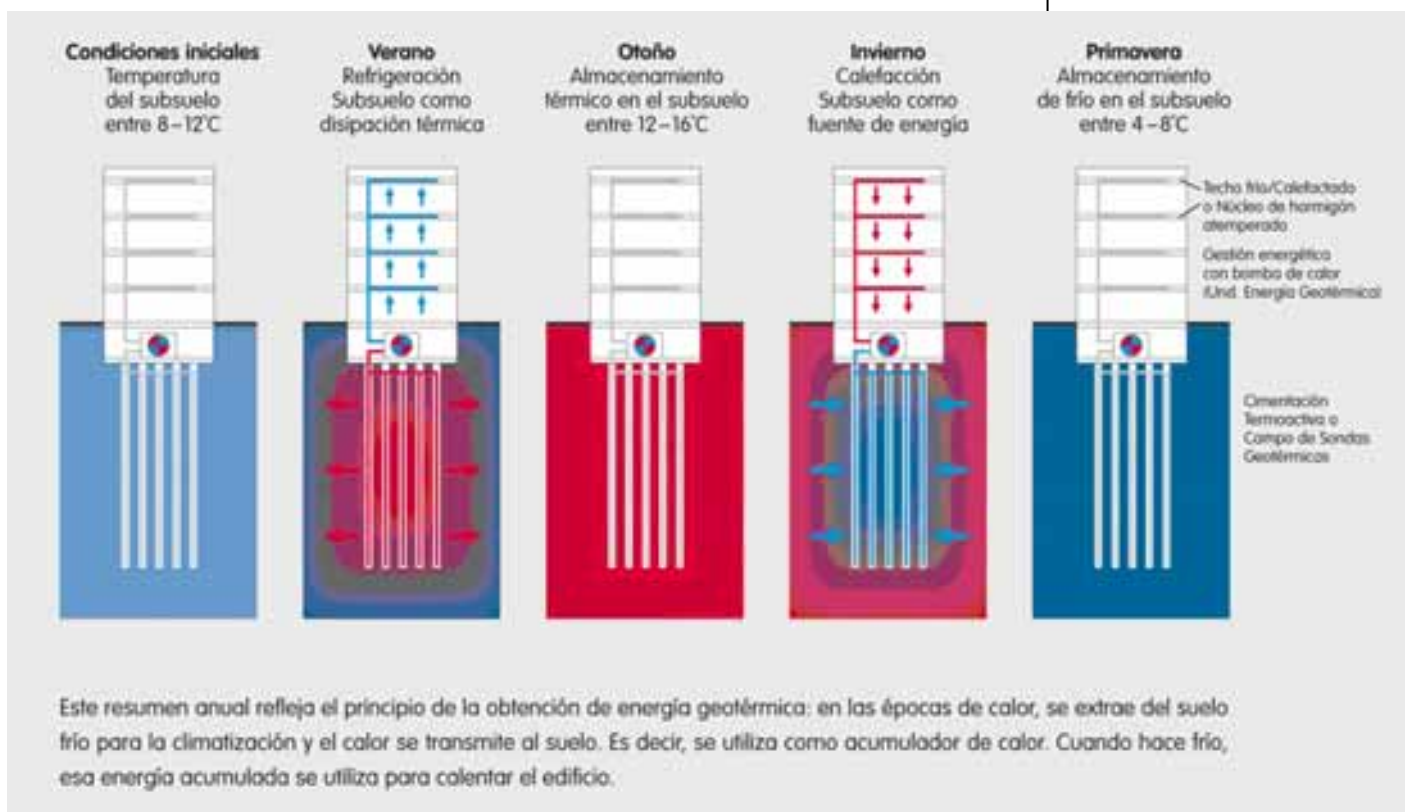 Condiciones iniciales
Temperatura
del subsuelo
entre 8–12°C
Verano
Refrigeración
Subsuelo como
disipación térmica
Otoño
Almacenamiento
térmico en el subsuelo
entre 12–16°C
Invierno
Calefacción
Subsuelo como
fuente de energía
Primavera
Almacenamiento
de frío en el subsuelo
entre 4–8°C
Techo frío/Calefactado
o Núcleo de hormigón
atemperado
Gestión energética
con bomba de calor
(Und. Energía Geotérmica)
Cimentación
Termoactiva o
Campo de Sondas
Geotérmicas
Este resumen anual refleja el principio de la obtención de energía geotérmica: en las épocas de calor, se extrae del suelo
frío para la climatización y el calor se transmite al suelo. Es decir, se utiliza como acumulador de calor. Cuando hace frío,
esa energía acumulada se utiliza para calentar el edificio.